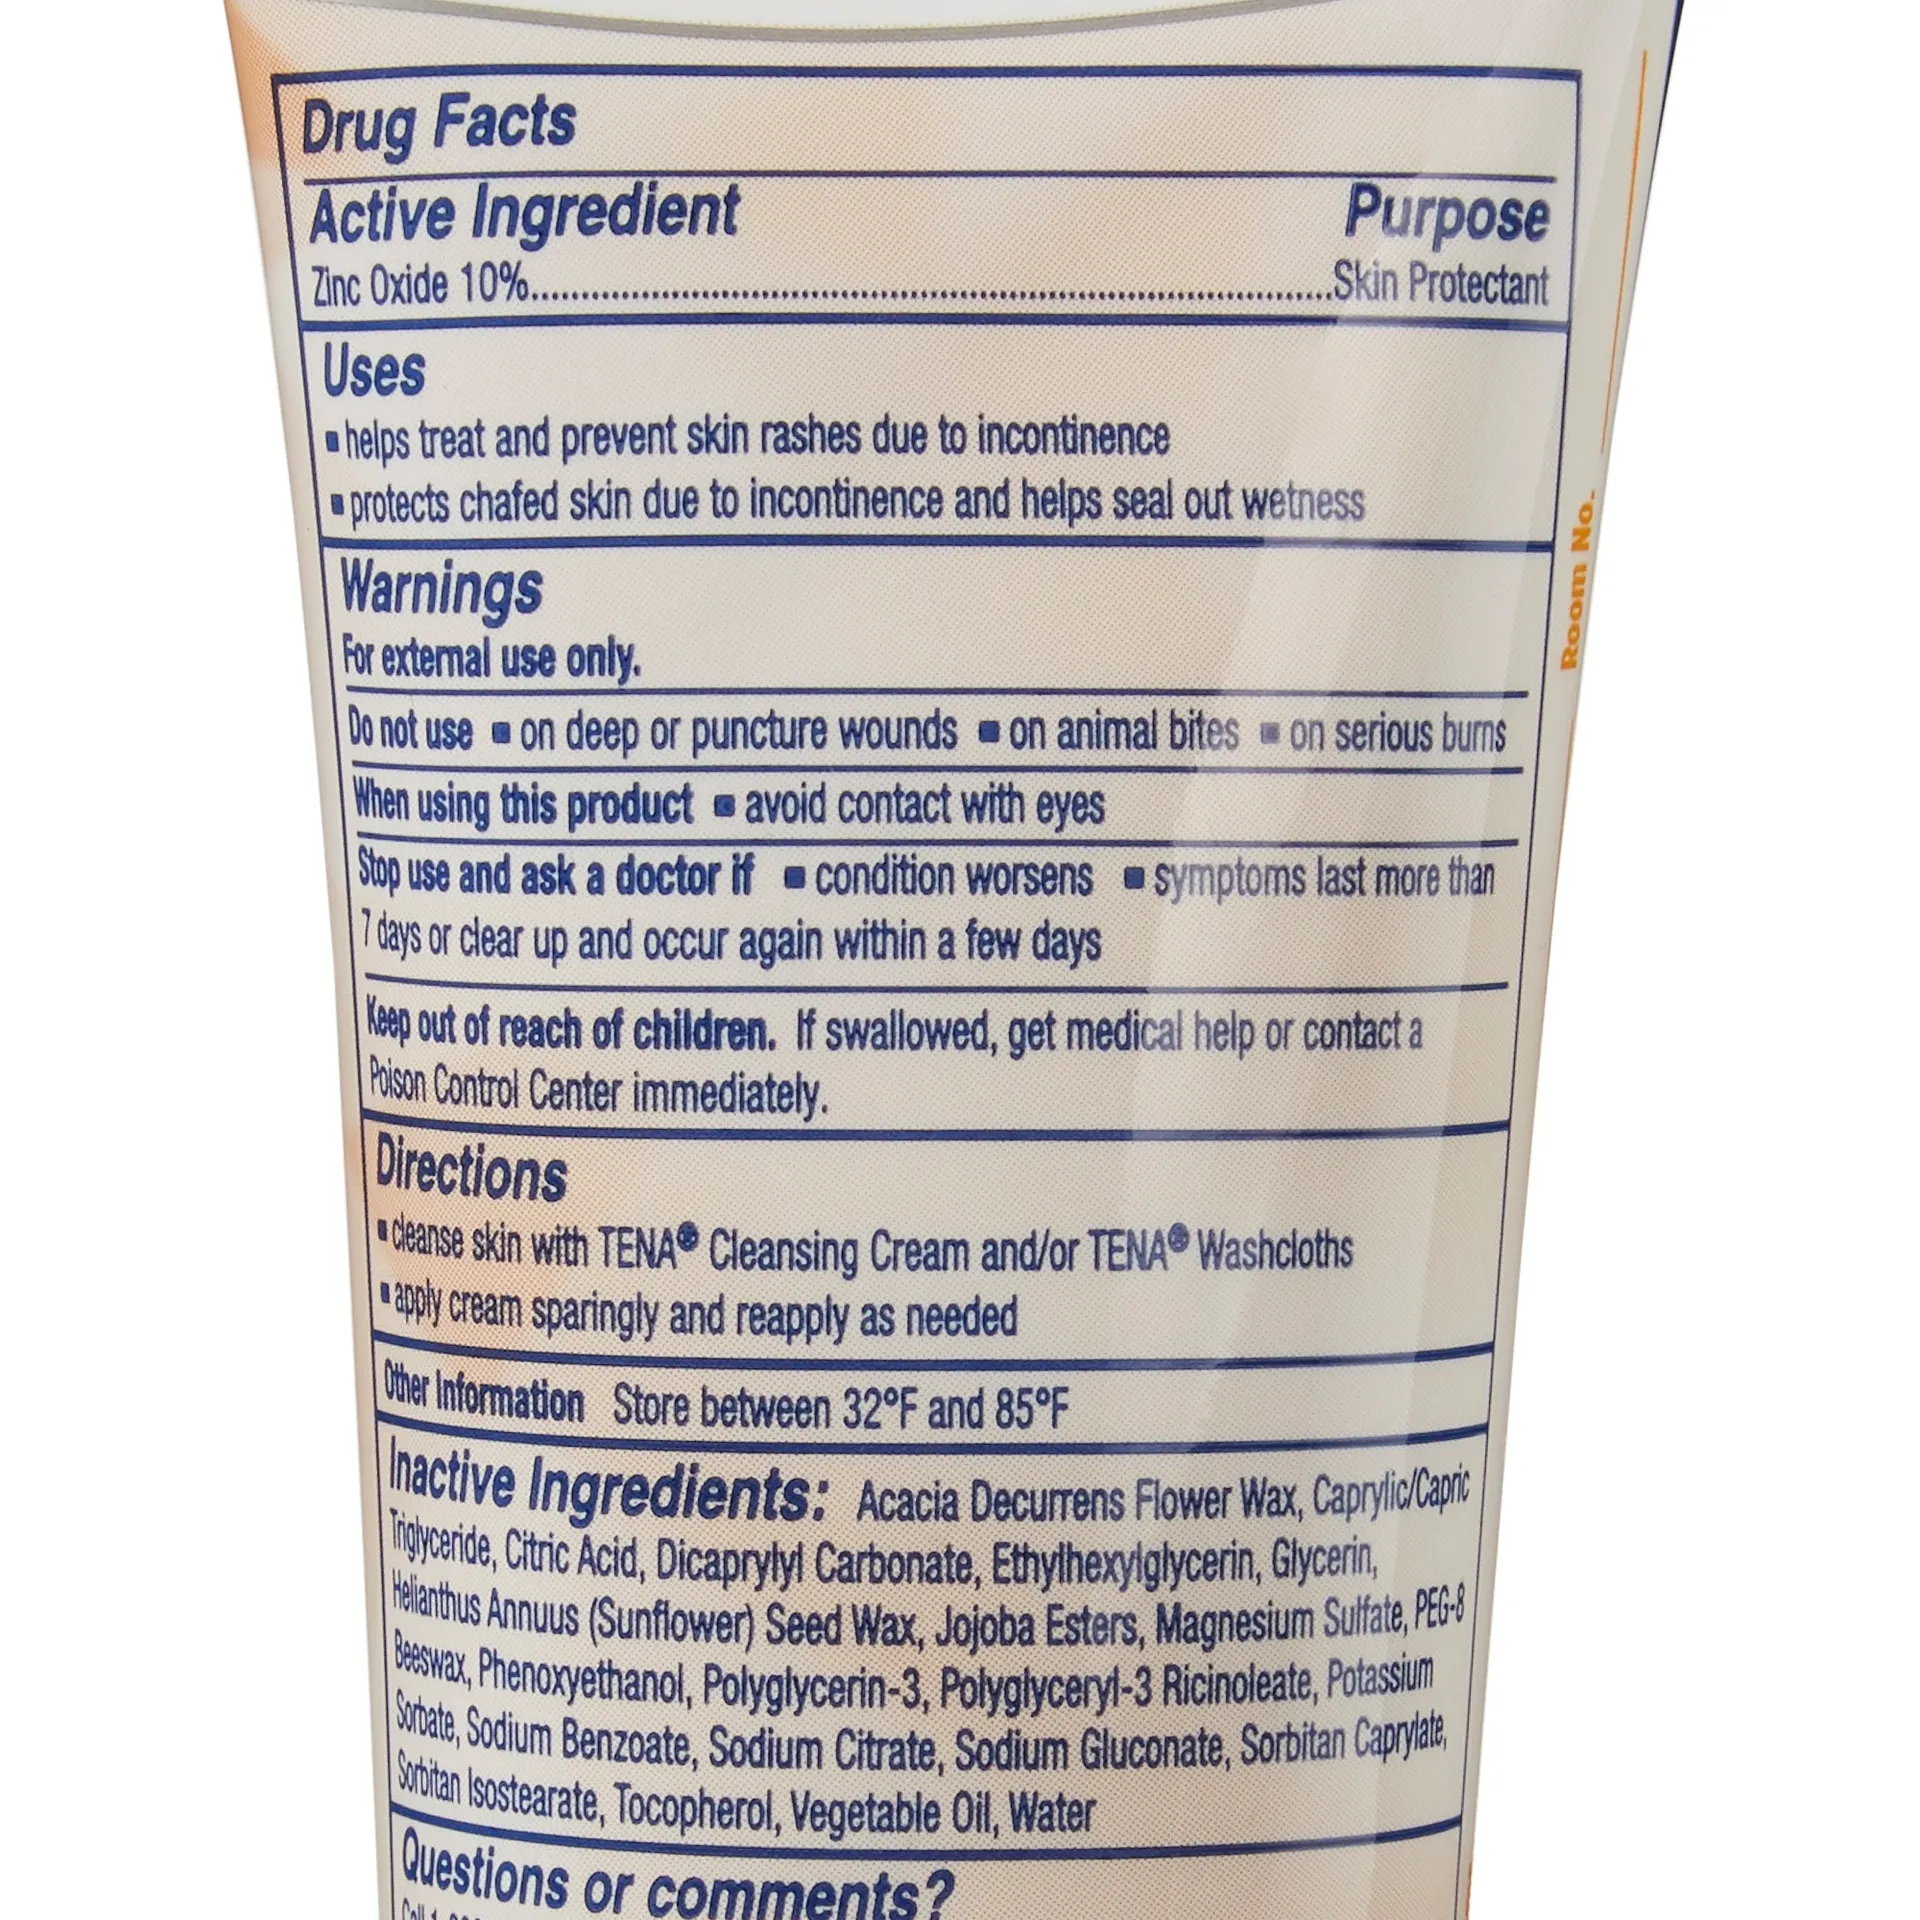 Drug Facts
Active Ingredient Purpose
Zinc Oxide 10%..........................................................................................Skin Protectant
Uses
▪ helps treat and prevent skin rashes due to incontinence
▪ protects chafed skin due to incontinence and helps seal out wetness
Warnings
For external use only.
Do not use ▪ on deep or puncture wounds ▪ on animal bites ▪ on serious burns
When using this product ▪ avoid contact with eyes
Stop use and ask a doctor if ▪ condition worsens ▪ symptoms last more than
7 days or clear up and occur again within a few days
Keep out of reach of children. If swallowed, get medical help or contact a
Poison Control Center immediately.
Directions
▪ cleanse skin with TENA® Cleansing Cream and/or TENA® Washcloths
▪ apply cream sparingly and reapply as needed
Other Information Store between 32°F and 85°F
Inactive Ingredients: Acacia Decurrens Flower Wax, Caprylic/Capric
Triglyceride, Citric Acid, Dicaprylyl Carbonate, Ethylhexylglycerin, Glycerin,
Helianthus Annuus (Sunflower) Seed Wax, Jojoba Esters, Magnesium Sulfate, PEG-8
Beeswax, Phenoxyethanol, Polyglycerin-3, Polyglyceryl-3 Ricinoleate, Potassium
Sorbate, Sodium Benzoate, Sodium Citrate, Sodium Gluconate, Sorbitan Caprylate,
Sorbitan Isostearate, Tocopherol, Vegetable Oil, Water
Questions or comments?
Room No.